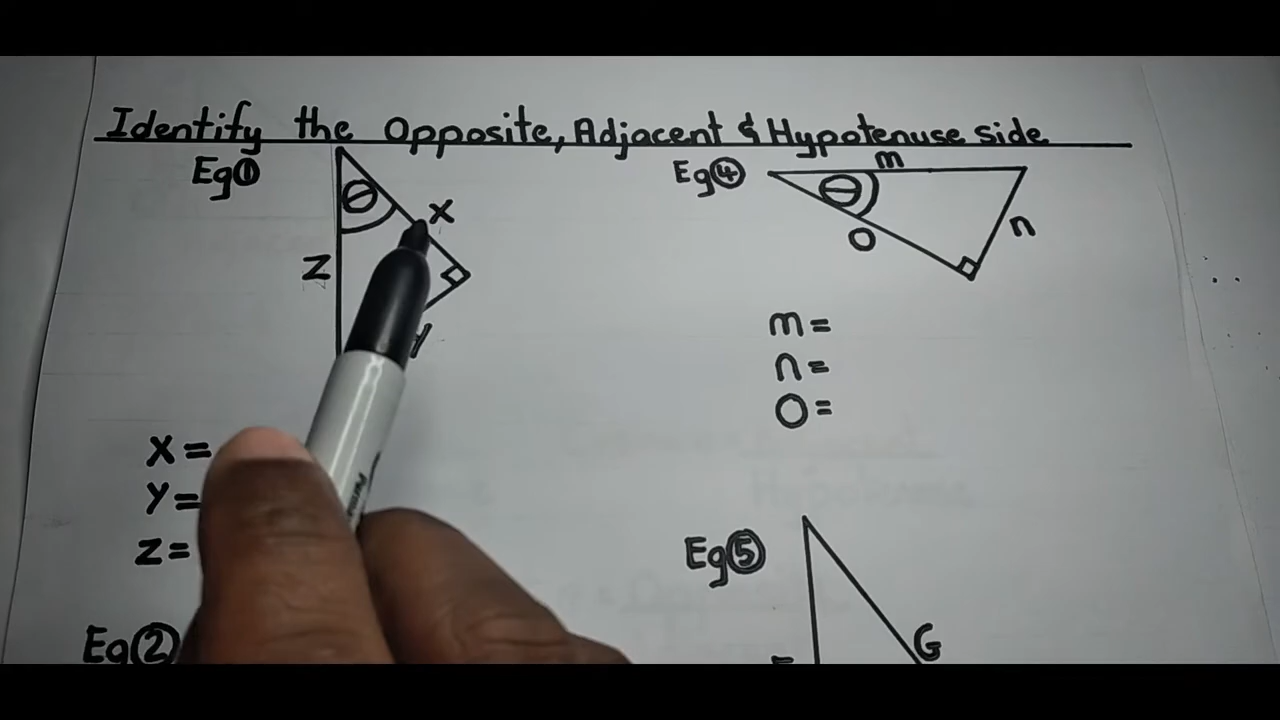 Identify the Opposite, Adjacent & Hypotenuse side
Eg①
θ
X
Z
Y
X =
Y =
Z =
Eg②
Eg④
m
θ
O
n
m =
n =
O =
Eg⑤
G